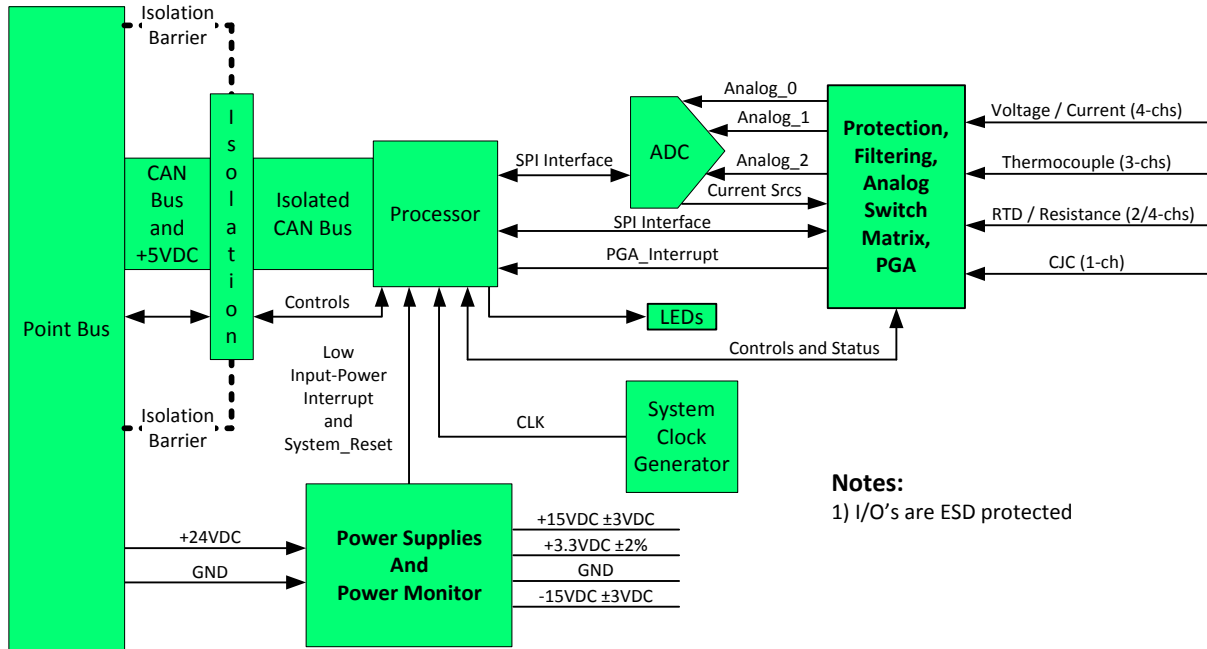 Isolation
Barrier
Point Bus
CAN
Bus
and
+5VDC
I
s
o
l
a
t
i
o
n
Isolated
CAN Bus
Controls
Isolation
Barrier
Processor
SPI Interface
ADC
Analog_0
Analog_1
Analog_2
Current Srcs
SPI Interface
PGA_Interrupt
LEDs
Controls and Status
Protection,
Filtering,
Analog
Switch
Matrix,
PGA
Voltage / Current (4-chs)
Thermocouple (3-chs)
RTD / Resistance (2/4-chs)
CJC (1-ch)
Low
Input-Power
Interrupt
and
System_Reset
CLK
System
Clock
Generator
+24VDC
GND
Power Supplies
And
Power Monitor
+15VDC ±3VDC
+3.3VDC ±2%
GND
-15VDC ±3VDC
Notes:
1) I/O's are ESD protected